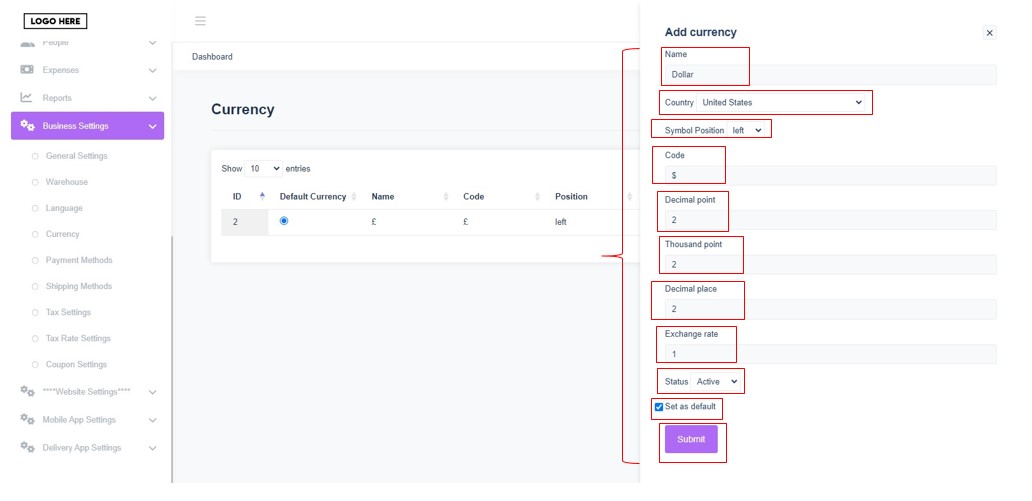 LOGO HERE
People
Expenses
Reports
Business Settings
General Settings
Warehouse
Language
Currency
Payment Methods
Shipping Methods
Tax Settings
Tax Rate Settings
Coupon Settings
****Website Settings****
Mobile App Settings
Delivery App Settings
Dashboard
Currency
Show 10 entries
ID Default Currency Name Code Position
2 £ £ left
Add currency
Name
Dollar
Country United States
Symbol Position left
Code
$
Decimal point
2
Thousand point
2
Decimal place
2
Exchange rate
1
Status Active
Set as default
Submit